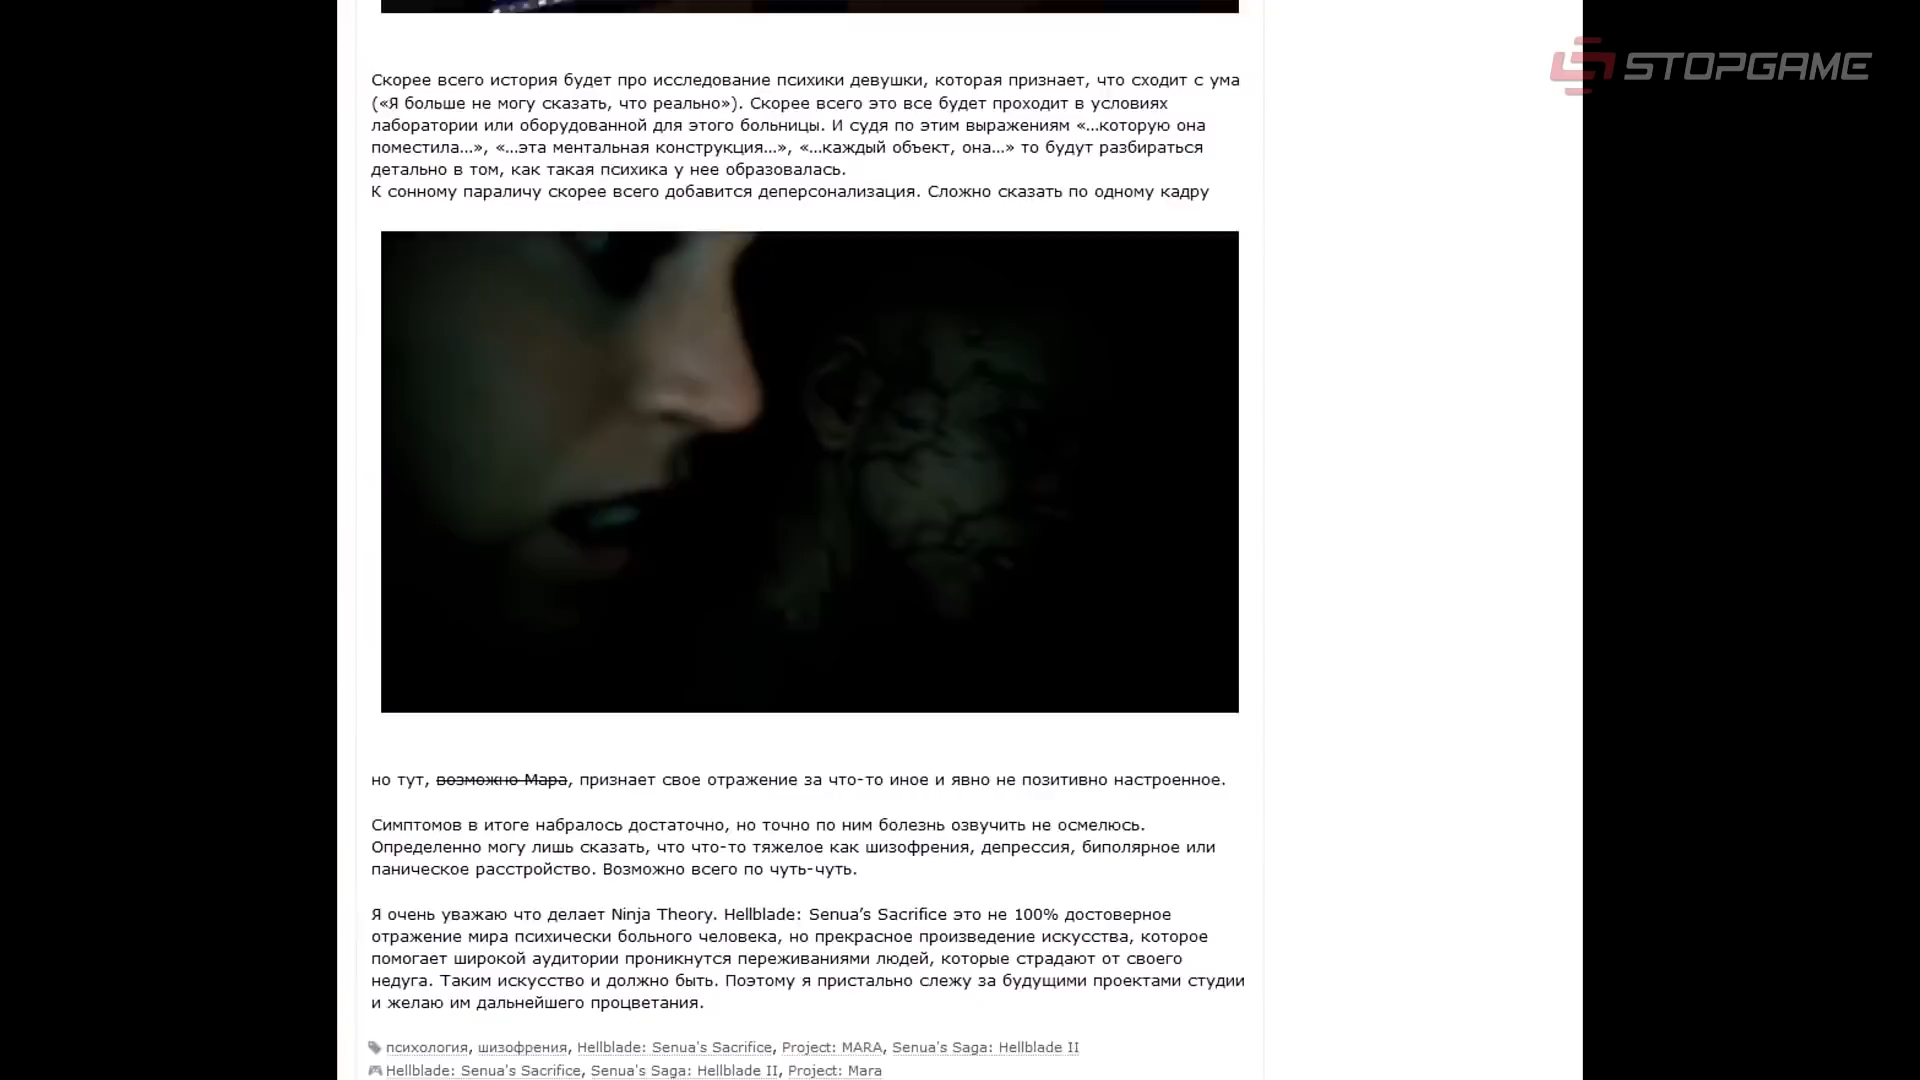 STOPGAME
Скорее всего история будет про исследование психики девушки, которая признает, что сходит с ума
(«Я больше не могу сказать, что реально»). Скорее всего это все будет проходит в условиях
лаборатории или оборудованной для этого больницы. И судя по этим выражениям «...которую она
поместила...», «...эта ментальная конструкция...», «...каждый объект, она...» то будут разбираться
детально в том, как такая психика у нее образовалась.
К сонному параличу скорее всего добавится деперсонализация. Сложно сказать по одному кадру
но тут, возможно Мара, признает свое отражение за что-то иное и явно не позитивно настроенное.
Симптомов в итоге набралось достаточно, но точно по ним болезнь озвучить не осмелюсь.
Определенно могу лишь сказать, что что-то тяжелое как шизофрения, депрессия, биполярное или
паническое расстройство. Возможно всего по чуть-чуть.
Я очень уважаю что делает Ninja Theory. Hellblade: Senua’s Sacrifice это не 100% достоверное
отражение мира психически больного человека, но прекрасное произведение искусства, которое
помогает широкой аудитории проникнутся переживаниями людей, которые страдают от своего
недуга. Таким искусство и должно быть. Поэтому я пристально слежу за будущими проектами студии
и желаю им дальнейшего процветания.
психология, шизофрения, Hellblade: Senua's Sacrifice, Project: MARA, Senua's Saga: Hellblade II
Hellblade: Senua's Sacrifice, Senua's Saga: Hellblade II, Project: Mara